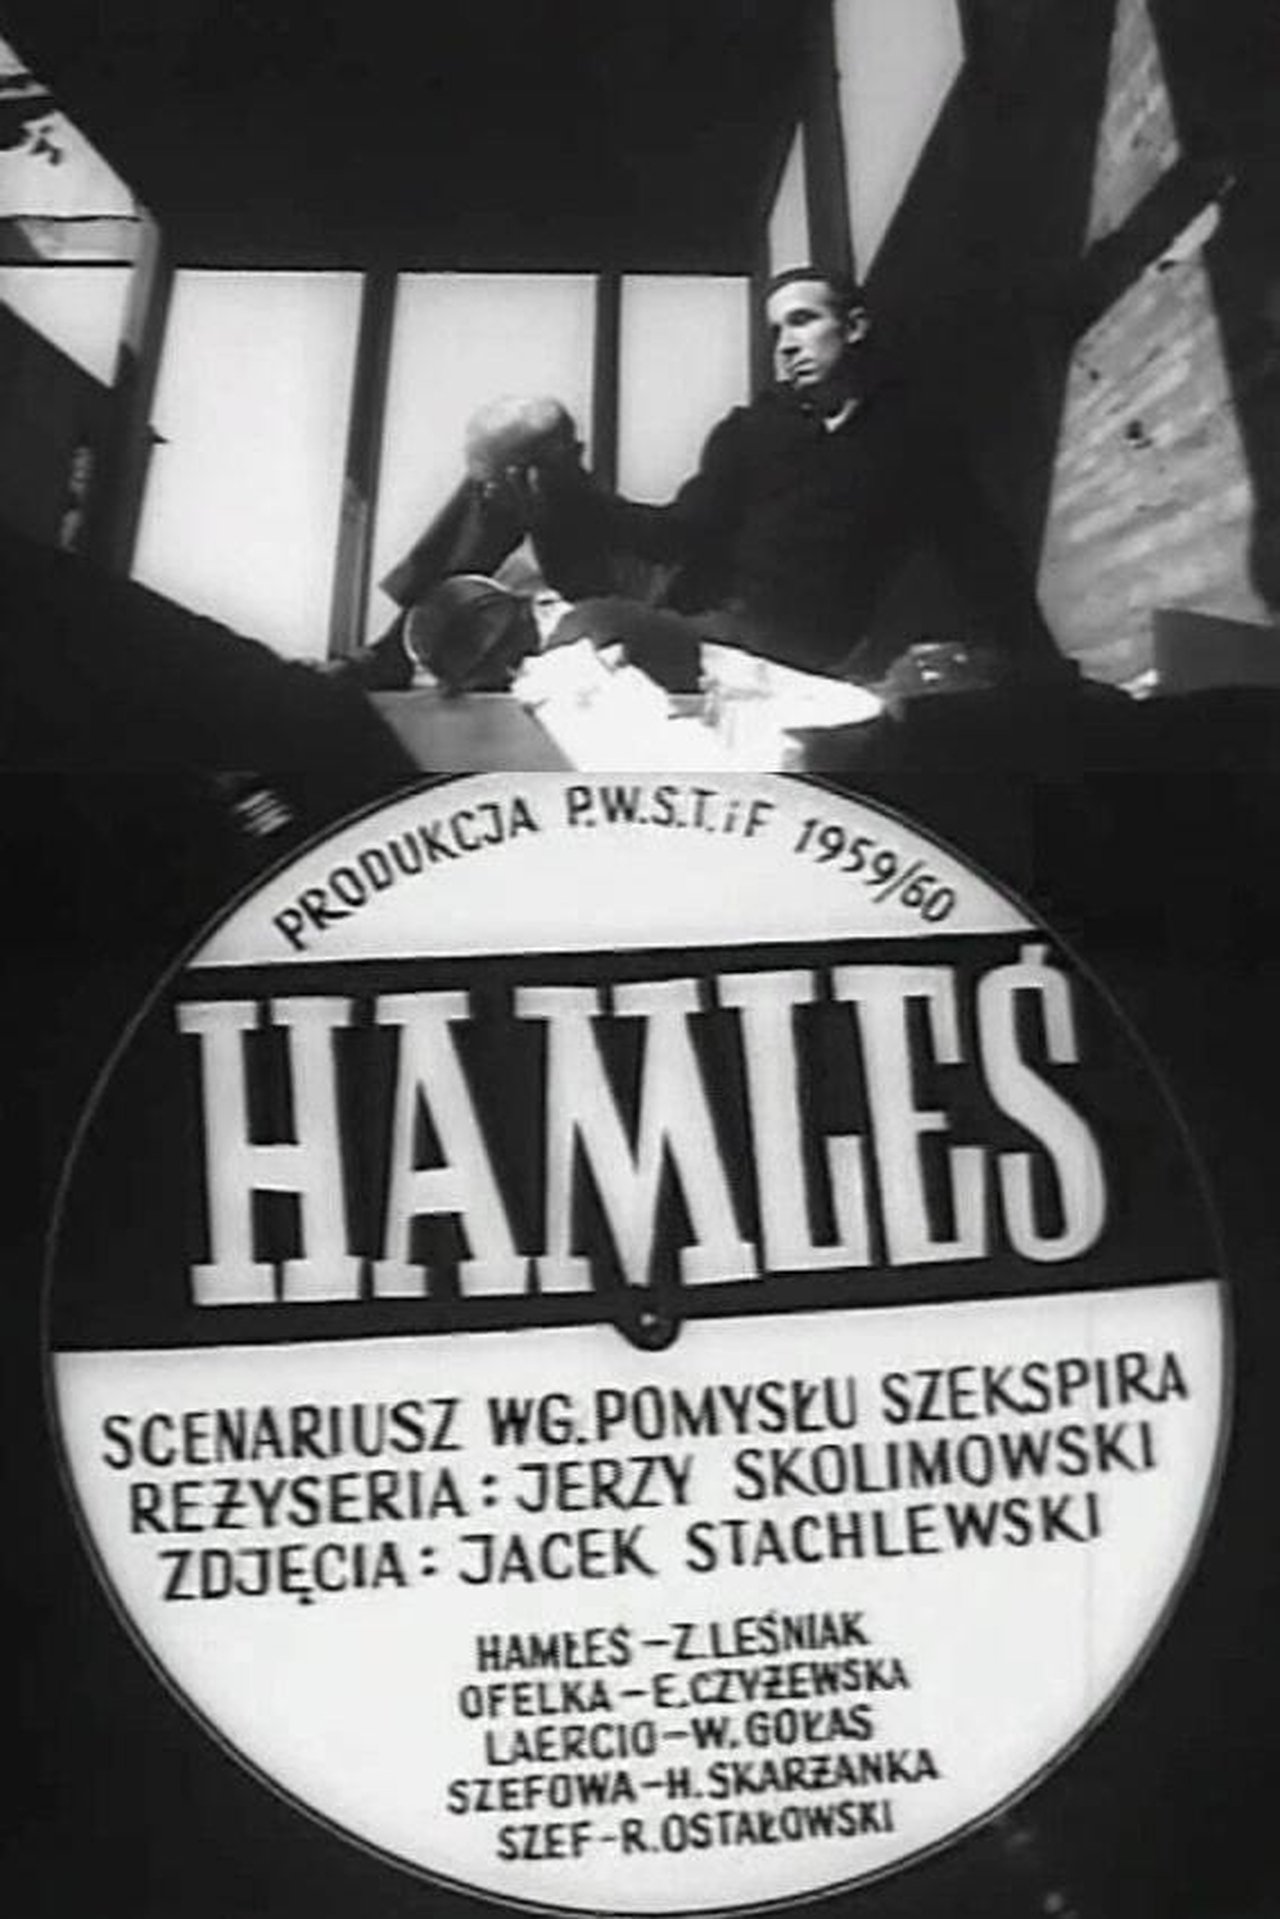 PRODUKCJA P.W.S.T.iF 1959/60
HAMLEŚ
SCENARIUSZ WG.POMYSŁU SZEKSPIRA
REŻYSERIA: JERZY SKOLIMOWSKI
ZDJĘCIA: JACEK STACHLEWSKI
HAMŁEŚ-Z.LEŚNIAK
OFELKA-E.CZYŻEWSKA
LAERCIO-W.GOŁAS
SZEFOWA-H.SKARŻANKA
SZEF-R.OSTAŁOWSKI